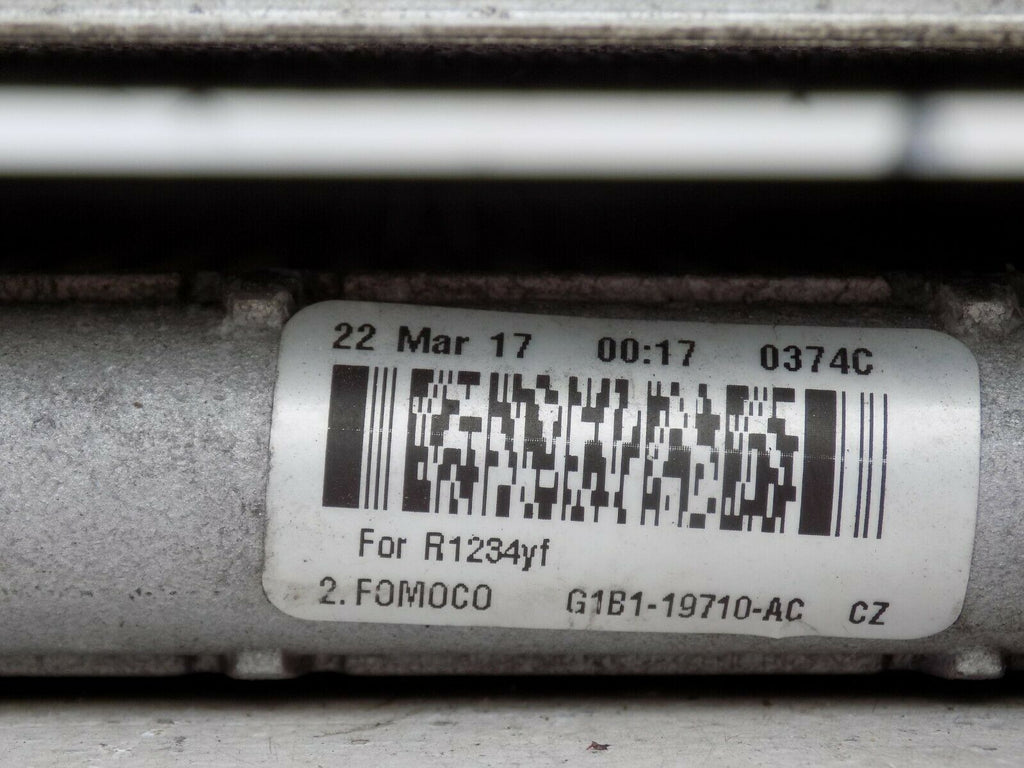 22 Mar 17 00:17 0374C
For R1234yf
2. FOMOCO G1B1-19710-AC CZ